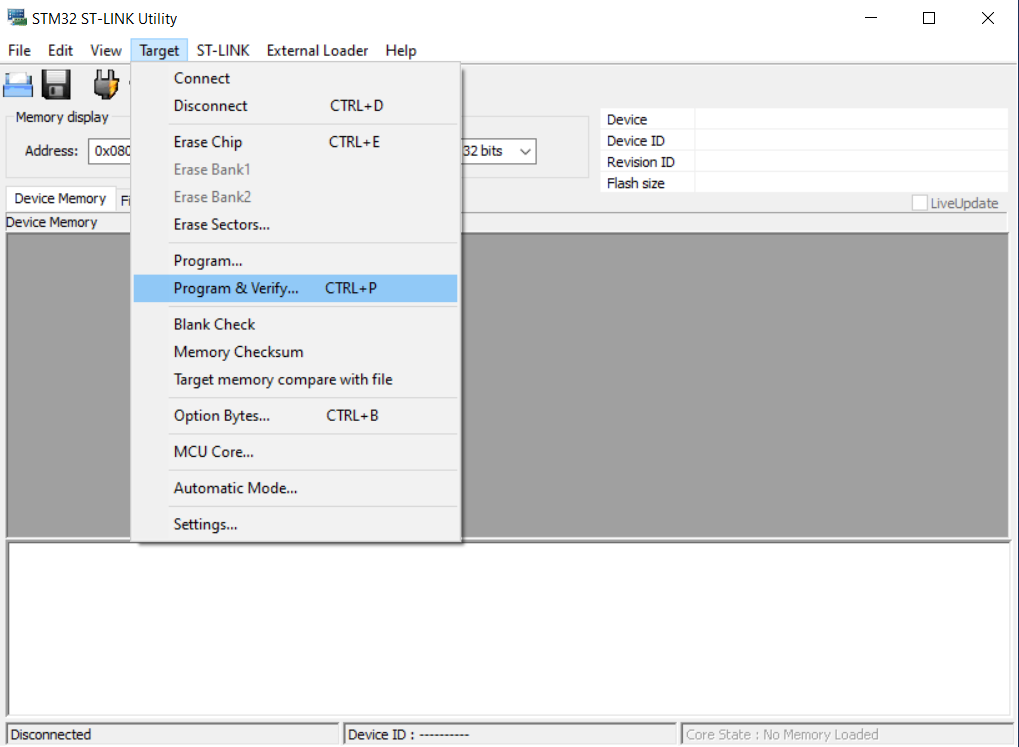 STM32 ST-LINK Utility
File Edit View Target ST-LINK External Loader Help
Memory display
Address: 0x080
32 bits
Device
Device ID
Revision ID
Flash size
LiveUpdate
Device Memory
Device Memory
Connect
Disconnect CTRL+D
Erase Chip CTRL+E
Erase Bank1
Erase Bank2
Erase Sectors...
Program...
Program & Verify... CTRL+P
Blank Check
Memory Checksum
Target memory compare with file
Option Bytes... CTRL+B
MCU Core...
Automatic Mode...
Settings...
Disconnected
Device ID : ----------
Core State : No Memory Loaded